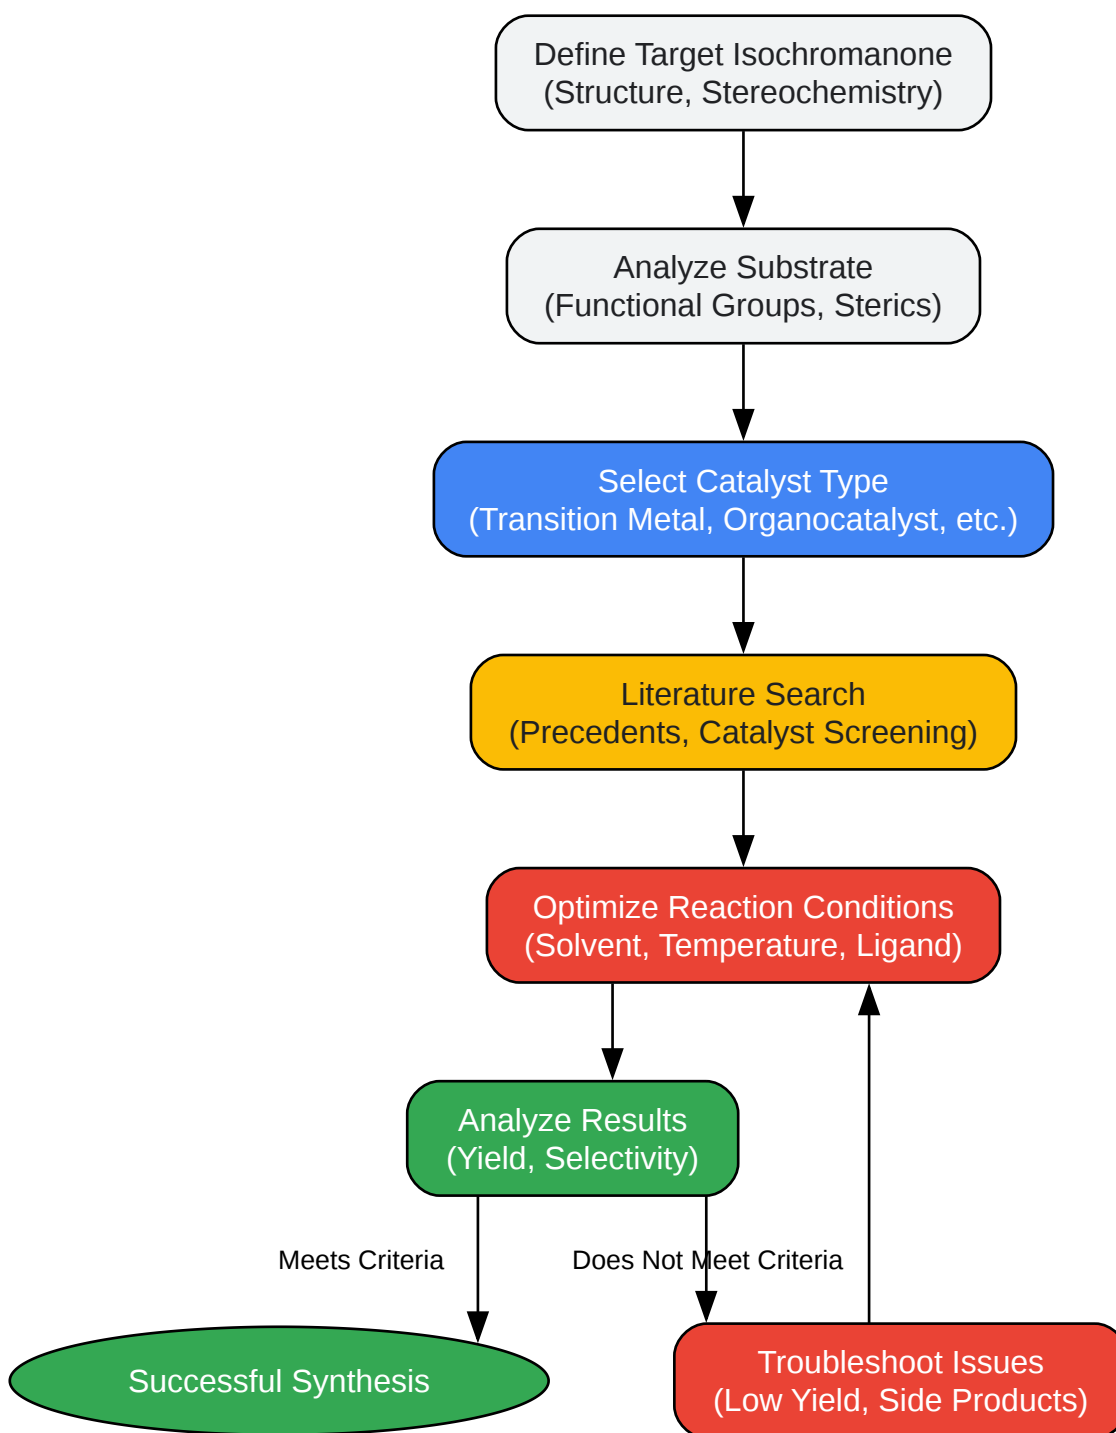 Define Target Isochromanone
(Structure, Stereochemistry)
Analyze Substrate
(Functional Groups, Sterics)
Select Catalyst Type
(Transition Metal, Organocatalyst, etc.)
Literature Search
(Precedents, Catalyst Screening)
Optimize Reaction Conditions
(Solvent, Temperature, Ligand)
Analyze Results
(Yield, Selectivity)
Meets Criteria
Does Not Meet Criteria
Successful Synthesis
Troubleshoot Issues
(Low Yield, Side Products)